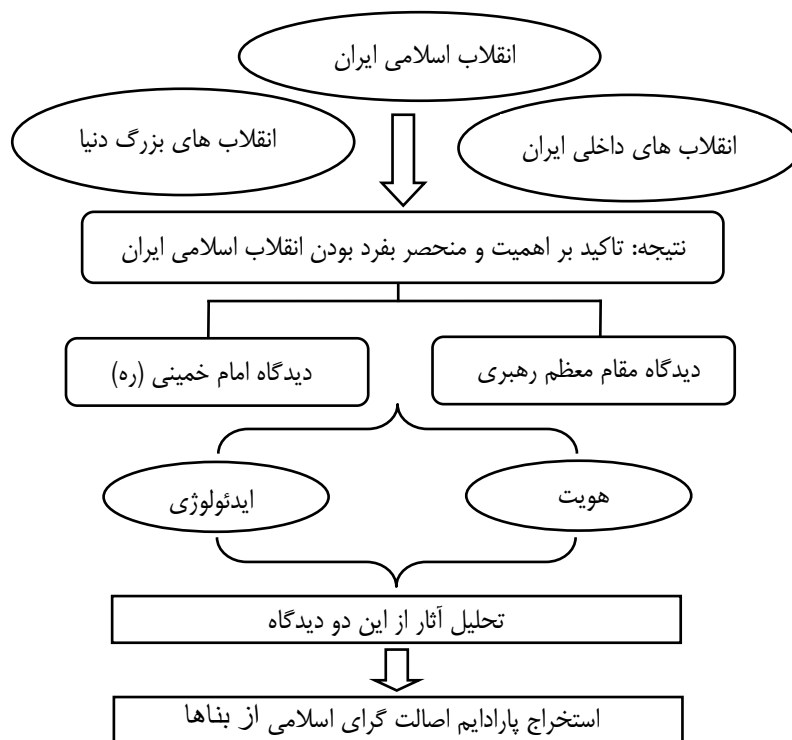 انقلاب اسلامی ایران
انقلاب های داخلی ایران
انقلاب های بزرگ دنیا
نتیجه: تاکید بر اهمیت و منحصر بفرد بودن انقلاب اسلامی ایران
دیدگاه مقام معظم رهبری
دیدگاه امام خمینی (ره)
هویت
ایدئولوژی
تحلیل آثار از این دو دیدگاه
استخراج پارادایم اصالت گرای اسلامی از بناها